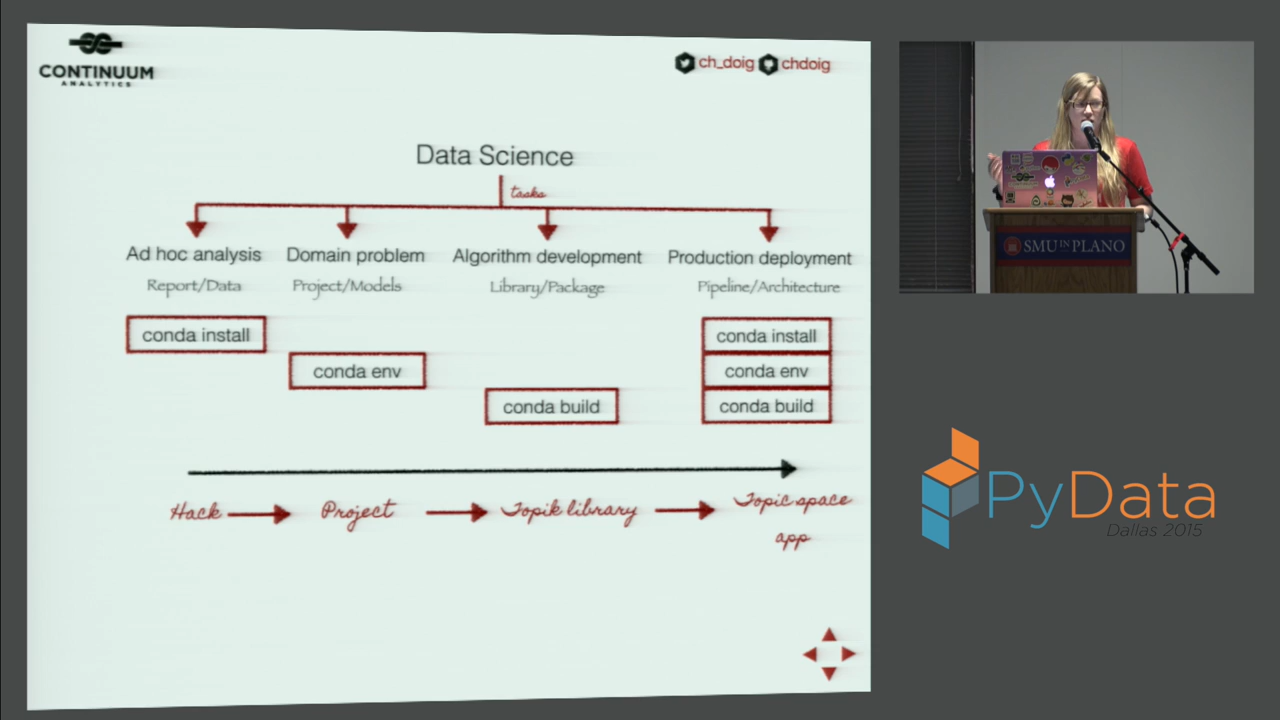 CONTINUUM
ANALYTICS
ch_doig chdoig
Data Science
tasks
Ad hoc analysis Domain problem Algorithm development Production deployment
Report/Data Project/Models Library/Package Pipeline/Architecture
conda install conda install
conda env conda env
conda build conda build
Hack Project Topik library Topic space
app
SMU IN PLANO
PyData
Dallas 2015